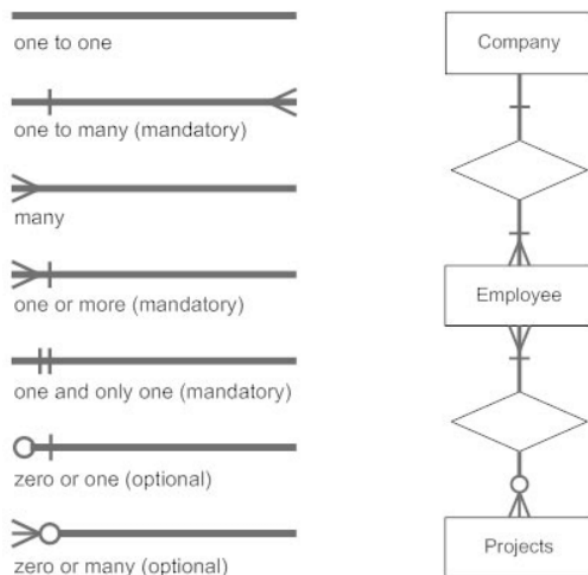 one to one
one to many (mandatory)
many
one or more (mandatory)
one and only one (mandatory)
zero or one (optional)
zero or many (optional)
Company
Employee
Projects